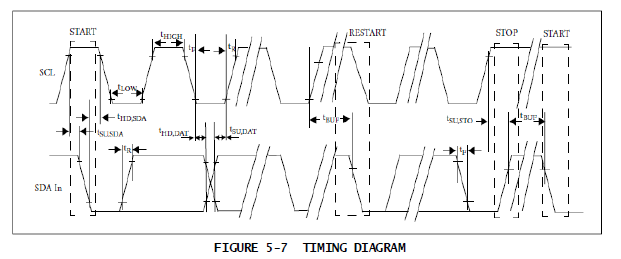 START RESTART STOP START
tHIGH tF tR
SCL
tLOW
tHD,SDA tBUF tSU,STO tBUF
tSU,SDA tHD,DAT tSU,DAT
tR tF
SDA In
FIGURE 5-7 TIMING DIAGRAM